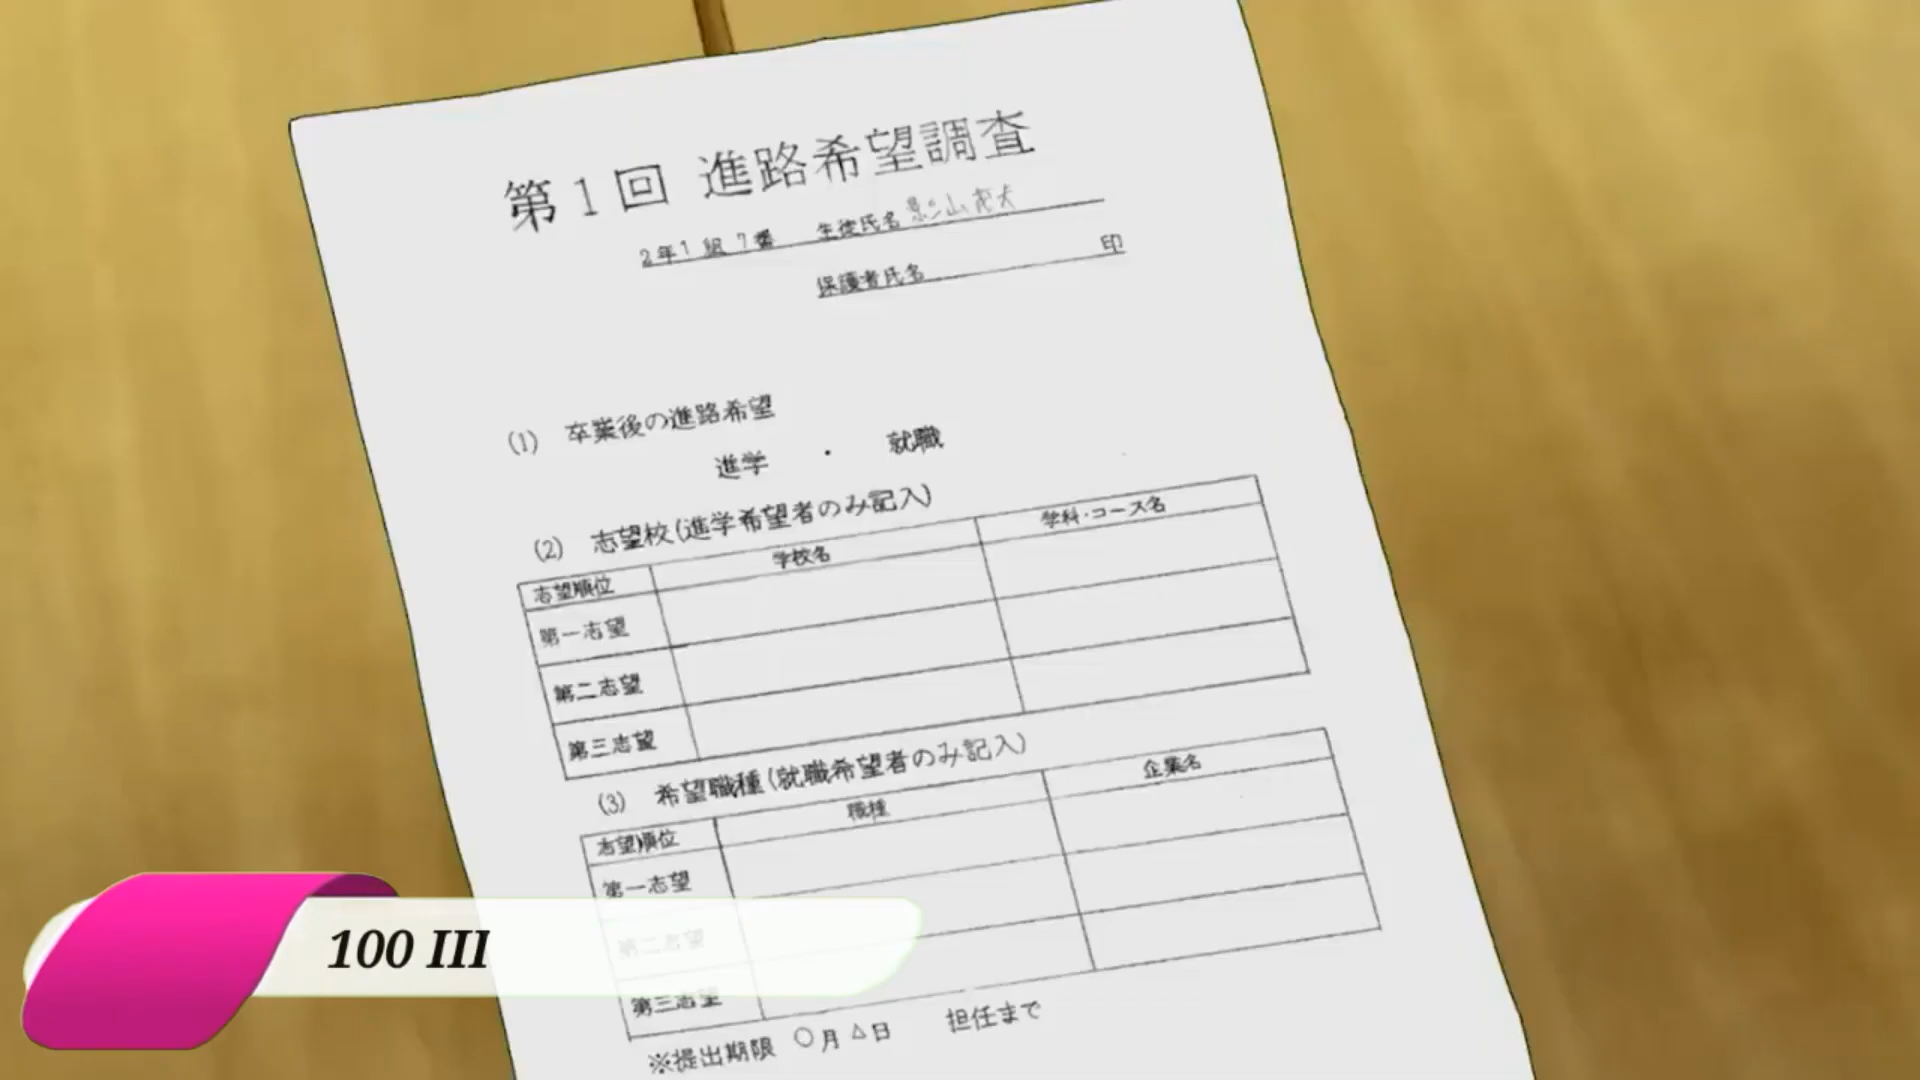 第1回 進路希望調査
2年1組 7番 生徒氏名 影山茂夫
保護者氏名 印
(1) 卒業後の進路希望
進学 ・ 就職
(2) 志望校(進学希望者のみ記入)
志望順位 学校名 学科・コース名
第一志望
第二志望
第三志望
(3) 希望職種(就職希望者のみ記入)
志望順位 職種 企業名
第一志望
第二志望
第三志望
※提出期限 ○月△日 担任まで
100 III